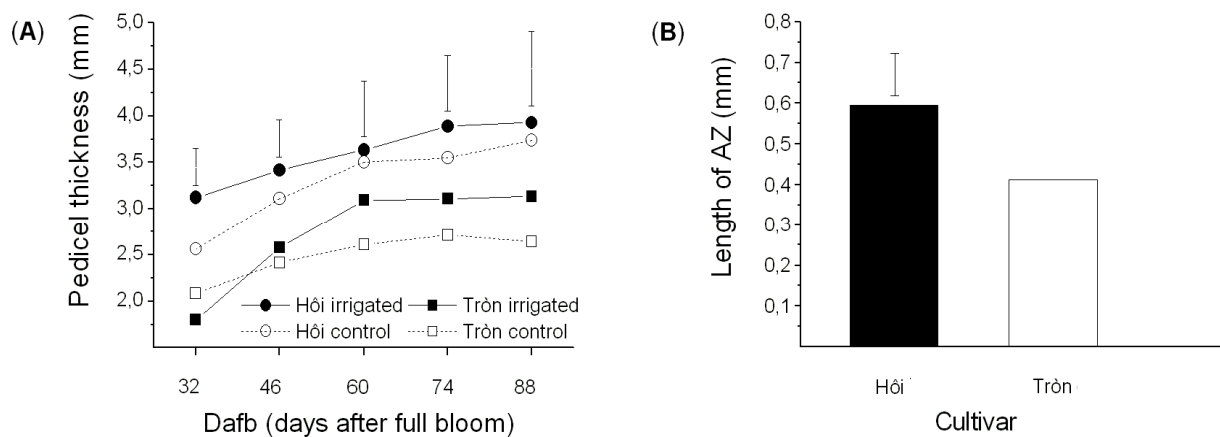 (A)
Pedicel thickness (mm)
5,0
4,5
4,0
3,5
3,0
2,5
2,0
Hôi irrigated
Tròn irrigated
Hôi control
Tròn control
32 46 60 74 88
Dafb (days after full bloom)
(B)
Length of AZ (mm)
0,8
0,7
0,6
0,5
0,4
0,3
0,2
0,1
Hôi Tròn
Cultivar